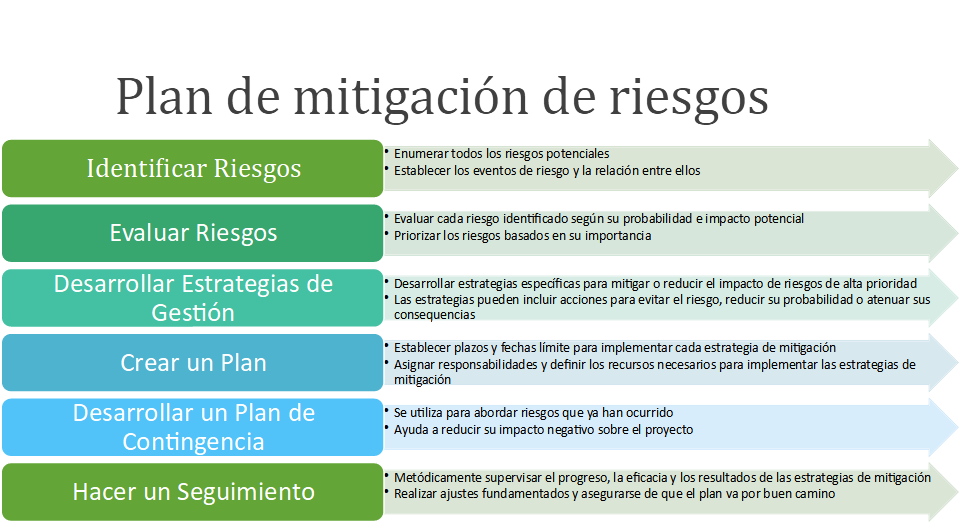 Plan de mitigación de riesgos
Identificar Riesgos
• Enumerar todos los riesgos potenciales
• Establecer los eventos de riesgo y la relación entre ellos
Evaluar Riesgos
• Evaluar cada riesgo identificado según su probabilidad e impacto potencial
• Priorizar los riesgos basados en su importancia
Desarrollar Estrategias de
Gestión
• Desarrollar estrategias específicas para mitigar o reducir el impacto de riesgos de alta prioridad
• Las estrategias pueden incluir acciones para evitar el riesgo, reducir su probabilidad o atenuar sus
consequencias
Crear un Plan
• Establecer plazos y fechas límite para implementar cada estrategia de mitigación
• Asignar responsabilidades y definir los recursos necesarios para implementar las estrategias de
mitigación
Desarrollar un Plan de
Contingencia
• Se utiliza para abordar riesgos que ya han ocurrido
• Ayuda a reducir su impacto negativo sobre el proyecto
Hacer un Seguimiento
• Metódicamente supervisar el progreso, la eficacia y los resultados de las estrategias de mitigación
• Realizar ajustes fundamentados y asegurarse de que el plan va por buen camino